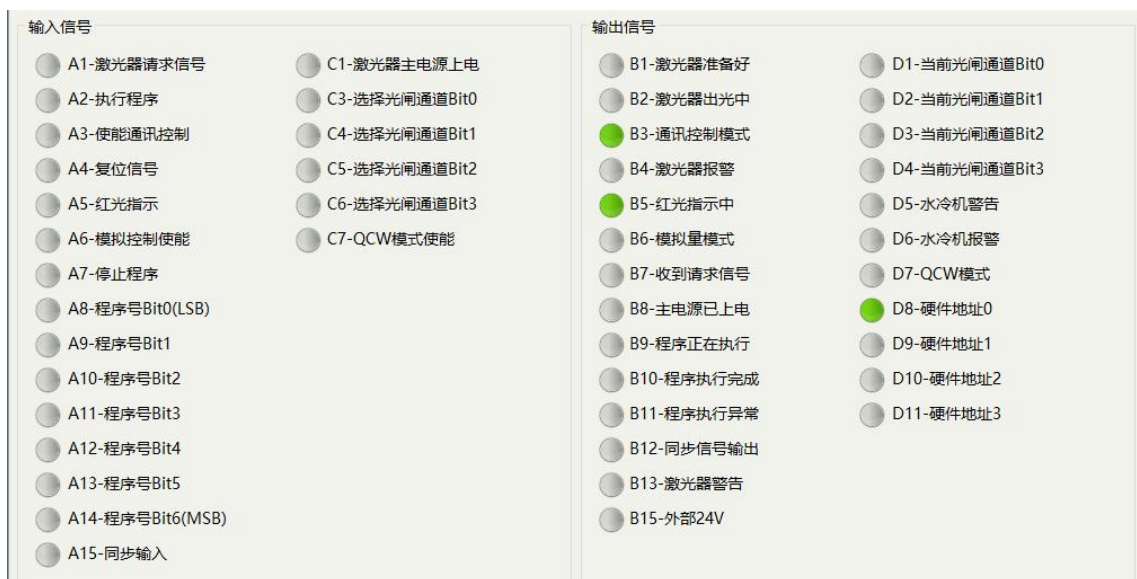 输入信号
A1-激光器请求信号
A2-执行程序
A3-使能通讯控制
A4-复位信号
A5-红光指示
A6-模拟控制使能
A7-停止程序
A8-程序号Bit0(LSB)
A9-程序号Bit1
A10-程序号Bit2
A11-程序号Bit3
A12-程序号Bit4
A13-程序号Bit5
A14-程序号Bit6(MSB)
A15-同步输入
C1-激光器主电源上电
C3-选择光闸通道Bit0
C4-选择光闸通道Bit1
C5-选择光闸通道Bit2
C6-选择光闸通道Bit3
C7-QCW模式使能
输出信号
B1-激光器准备好
B2-激光器出光中
B3-通讯控制模式
B4-激光器报警
B5-红光指示中
B6-模拟量模式
B7-收到请求信号
B8-主电源已上电
B9-程序正在执行
B10-程序执行完成
B11-程序执行异常
B12-同步信号输出
B13-激光器警告
B15-外部24V
D1-当前光闸通道Bit0
D2-当前光闸通道Bit1
D3-当前光闸通道Bit2
D4-当前光闸通道Bit3
D5-水冷机警告
D6-水冷机报警
D7-QCW模式
D8-硬件地址0
D9-硬件地址1
D10-硬件地址2
D11-硬件地址3